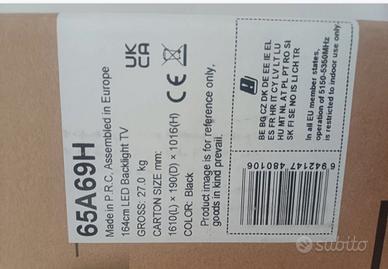 65A69H
Made in P.R.C, Assembled in Europe
164cm LED Backlight TV
GROSS: 27.0 kg
CARTON SIZE mm:
1610(L) × 190(D) × 1016(H)
COLOR: Black
Product image is for reference only,
goods in kind prevail.
UK
CA
CE
BE BG CZ DK DE EE IE EL
ES FR HR IT CY LV LT LU
HU MT NL AT PL PT RO SI
SK FI SE NO IS LI CH TR
In all EU member states,
operation of 5150-5350MHz
is restricted to indoor use only
6942147480106
subito